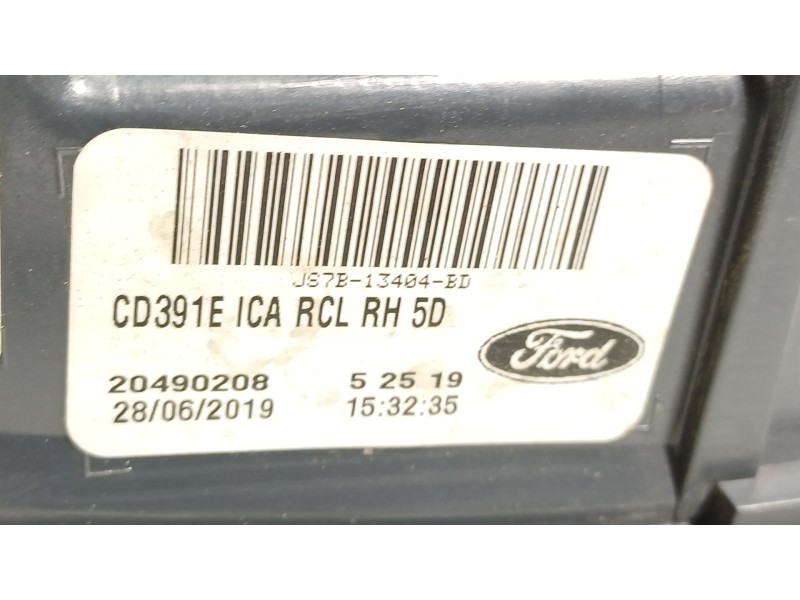 JS7B-13404-BD
CD391E ICA RCL RH 5D
Ford
20490208 5 25 19
28/06/2019 15:32:35